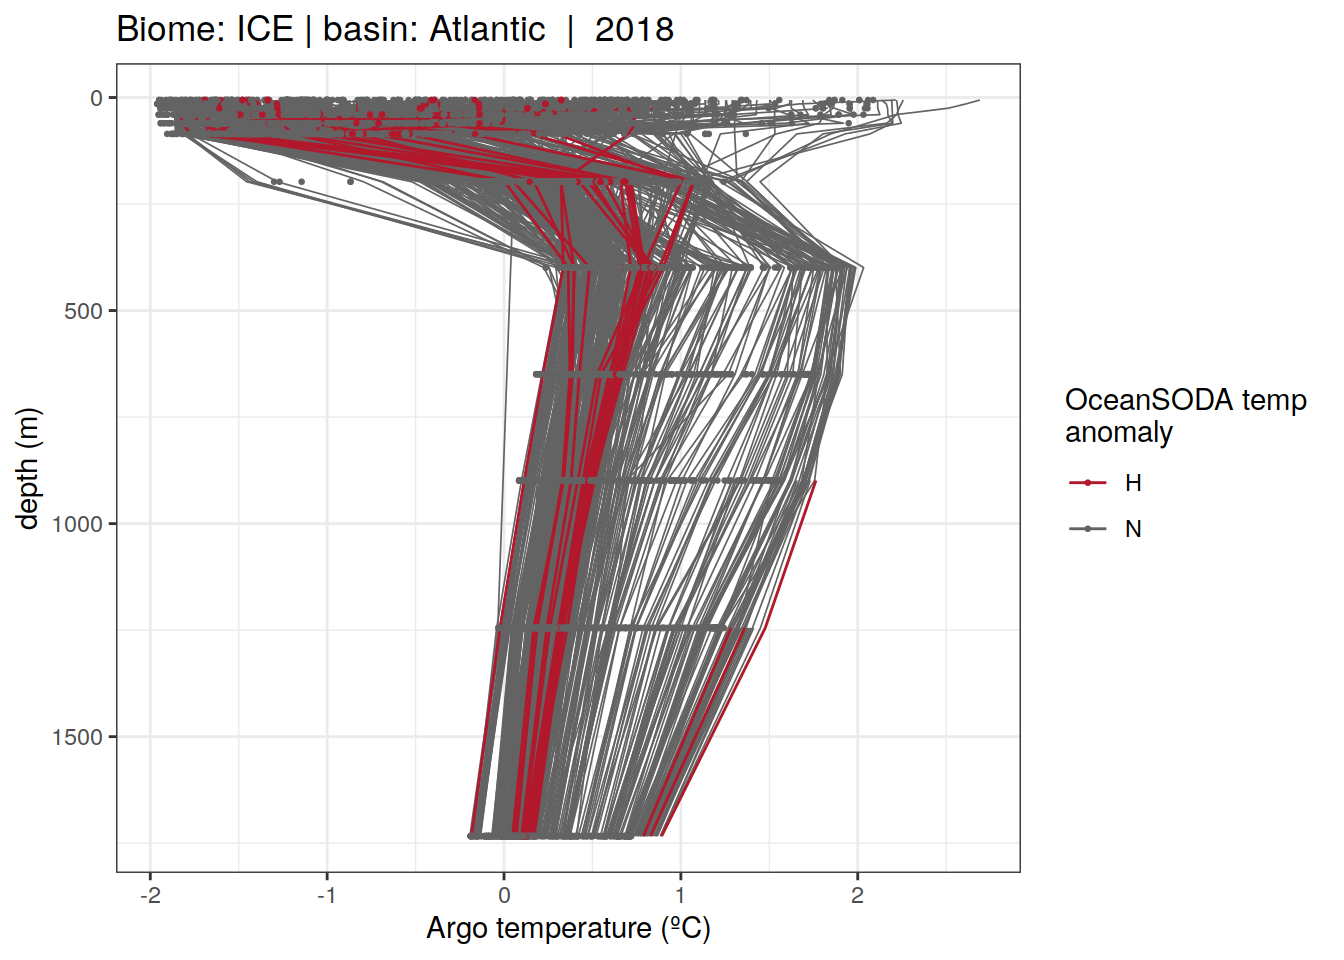 Biome: ICE | basin: Atlantic | 2018
0
500
1000
1500
depth (m)
-2
-1
0
1
2
Argo temperature (ºC)
OceanSODA temp
anomaly
H
N